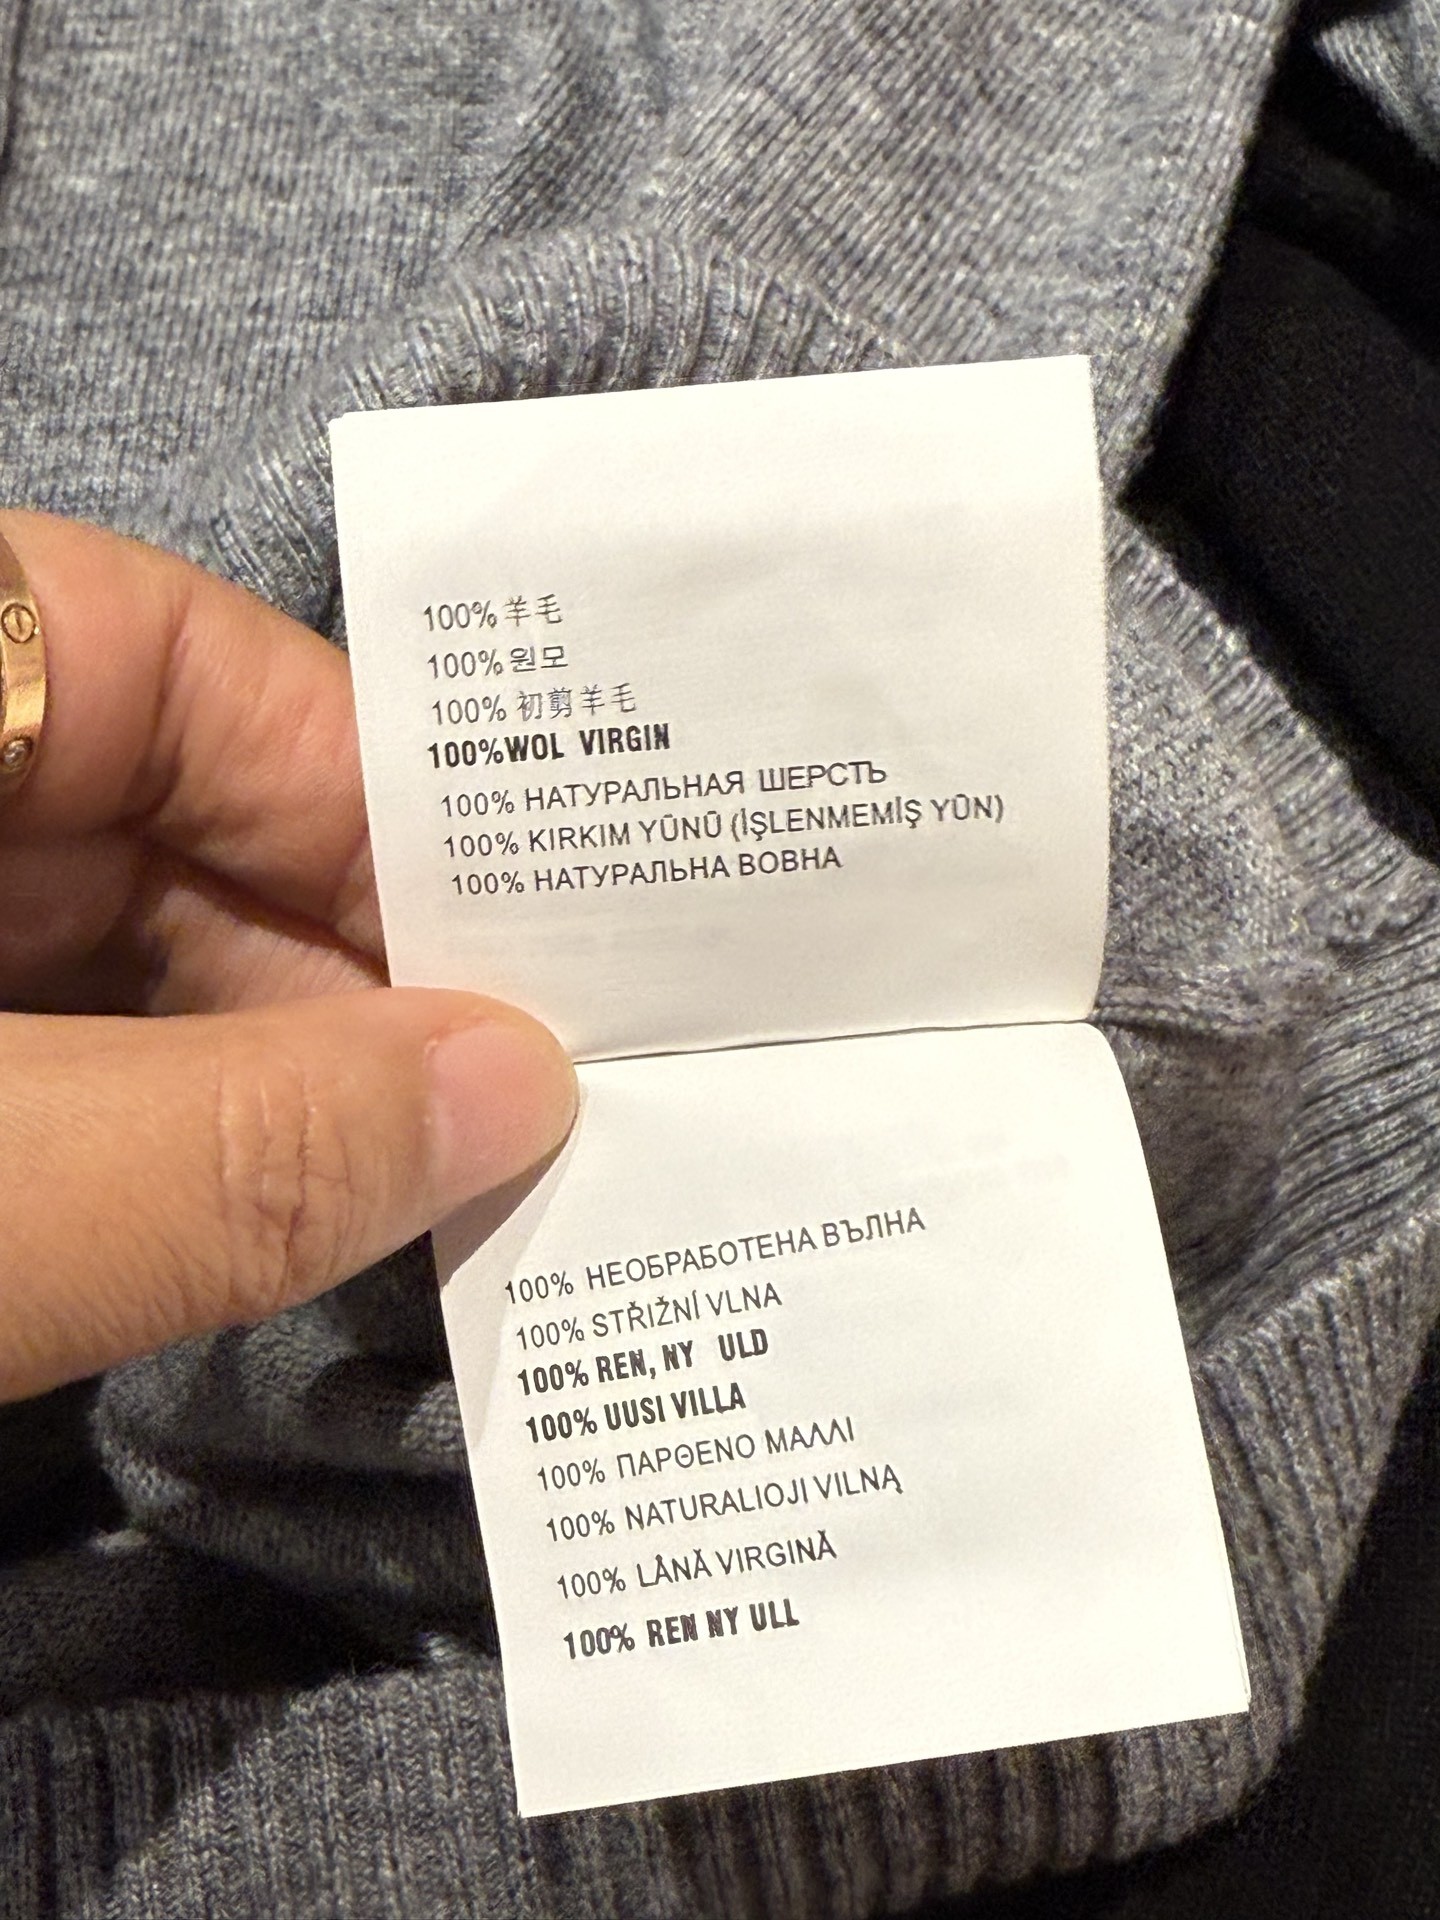 100% 羊毛
100% 원모
100% 初剪羊毛
100%WOL VIRGIN
100% НАТУРАЛЬНАЯ ШЕРСТЬ
100% KIRKIM YŪNŪ (İŞLENMEMİŞ YŪN)
100% НАТУРАЛЬНА ВОВНА
100% НЕОБРАБОТЕНА ВЪЛНА
100% STŘIŽNÍ VLNA
100% REN, NY ULD
100% UUSI VILLA
100% ΠΑΡΘΕΝΟ ΜΑΛΛΙ
100% NATURALIOJI VILNĄ
100% LÂNĂ VIRGINĂ
100% REN NY ULL